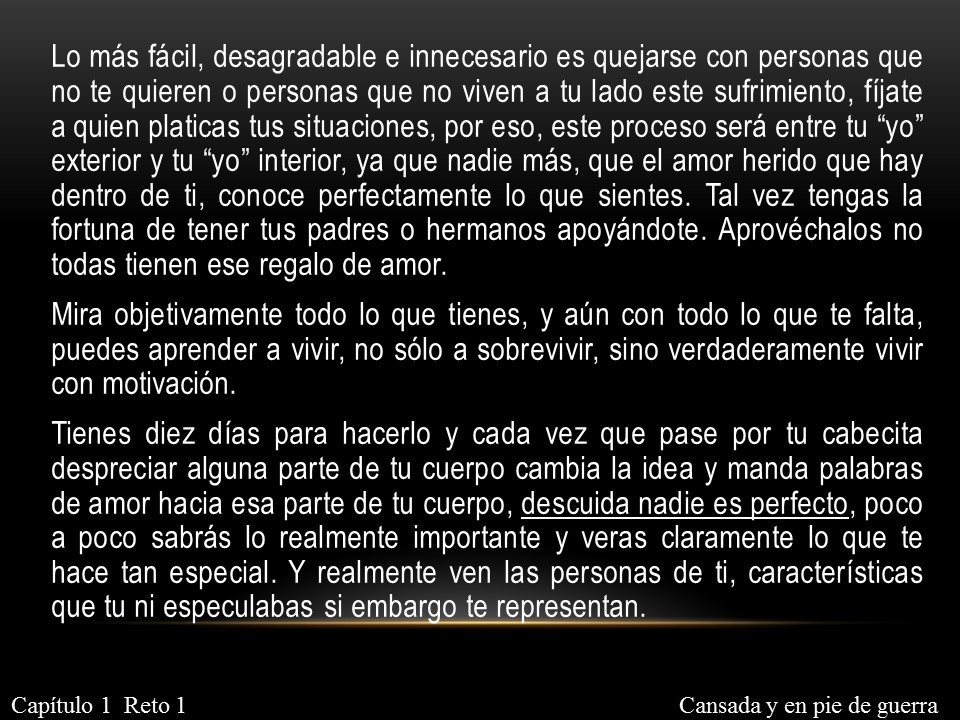 Lo más fácil, desagradable e innecesario es quejarse con personas que
no te quieren o personas que no viven a tu lado este sufrimiento, fíjate
a quien platicas tus situaciones, por eso, este proceso será entre tu “yo”
exterior y tu “yo” interior, ya que nadie más, que el amor herido que hay
dentro de ti, conoce perfectamente lo que sientes. Tal vez tengas la
fortuna de tener tus padres o hermanos apoyándote. Aprovéchalos no
todas tienen ese regalo de amor.
Mira objetivamente todo lo que tienes, y aún con todo lo que te falta,
puedes aprender a vivir, no sólo a sobrevivir, sino verdaderamente vivir
con motivación.
Tienes diez días para hacerlo y cada vez que pase por tu cabecita
despreciar alguna parte de tu cuerpo cambia la idea y manda palabras
de amor hacia esa parte de tu cuerpo, descuida nadie es perfecto, poco
a poco sabrás lo realmente importante y veras claramente lo que te
hace tan especial. Y realmente ven las personas de ti, características
que tu ni especulabas si embargo te representan.
Capítulo 1 Reto 1
Cansada y en pie de guerra